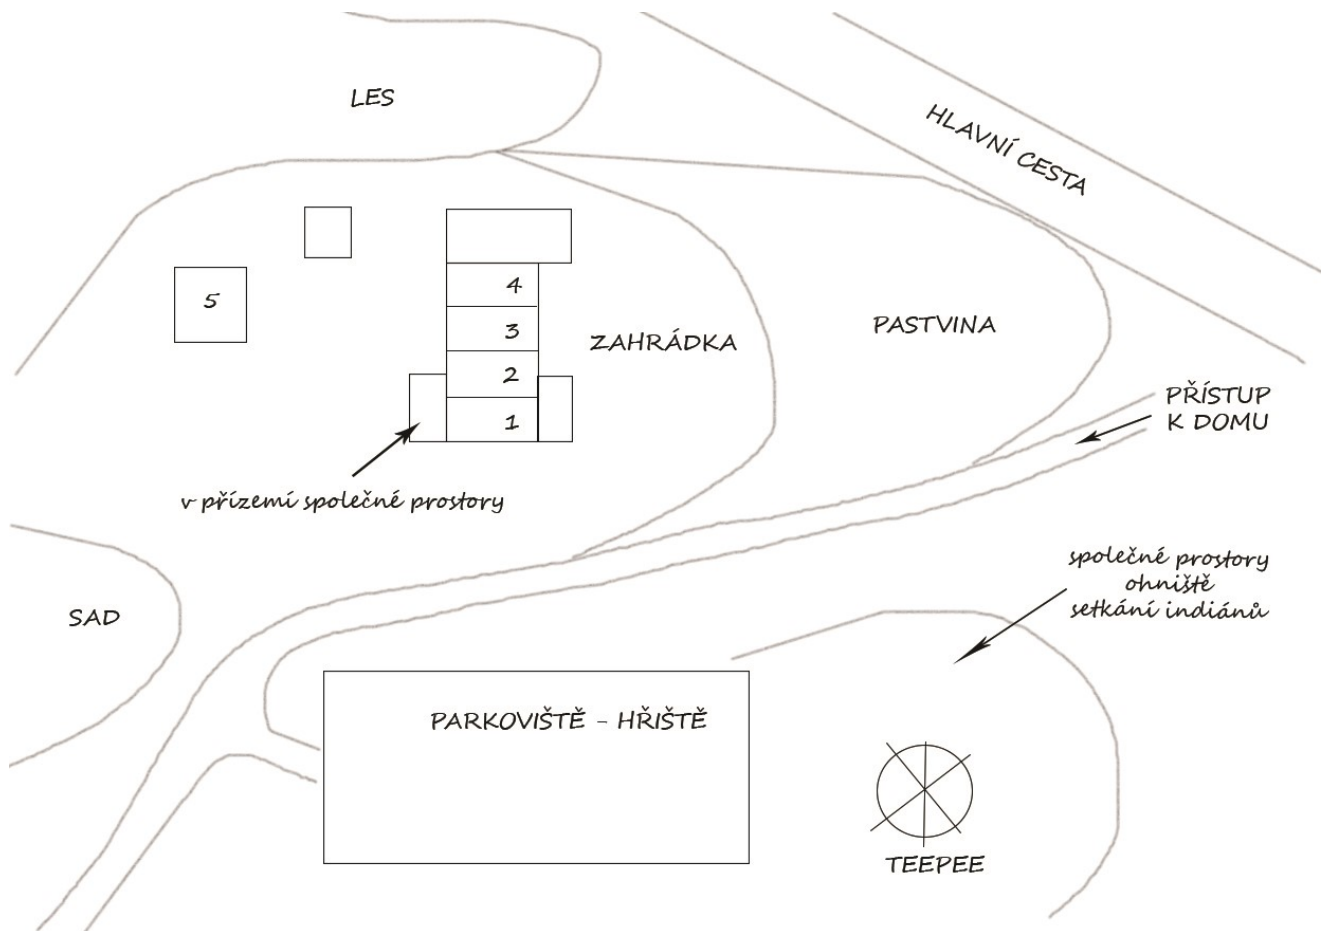 LES
HLAVNÍ CESTA
5
4
3
2
1
ZAHRÁDKA
PASTVINA
PŘÍSTUP
K DOMU
v přízemí společné prostory
společné prostory
ohniště
setkání indiánů
SAD
PARKOVIŠTĚ - HŘIŠTĚ
TEEPEE